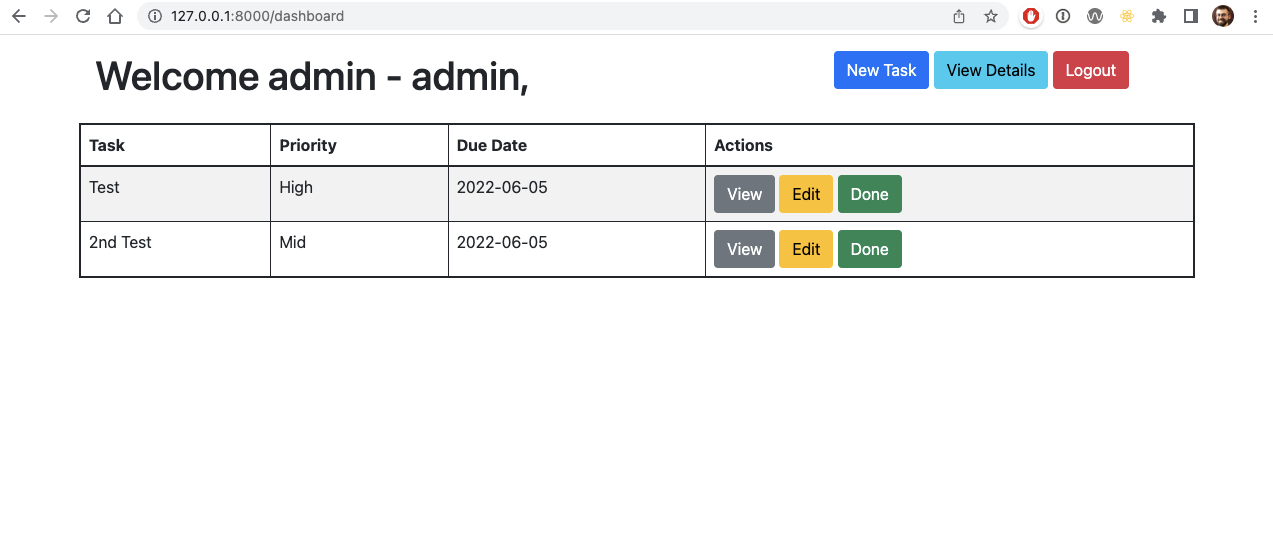 127.0.0.1:8000/dashboard
Welcome admin - admin,
New Task View Details Logout
Task Priority Due Date Actions
Test High 2022-06-05 View Edit Done
2nd Test Mid 2022-06-05 View Edit Done